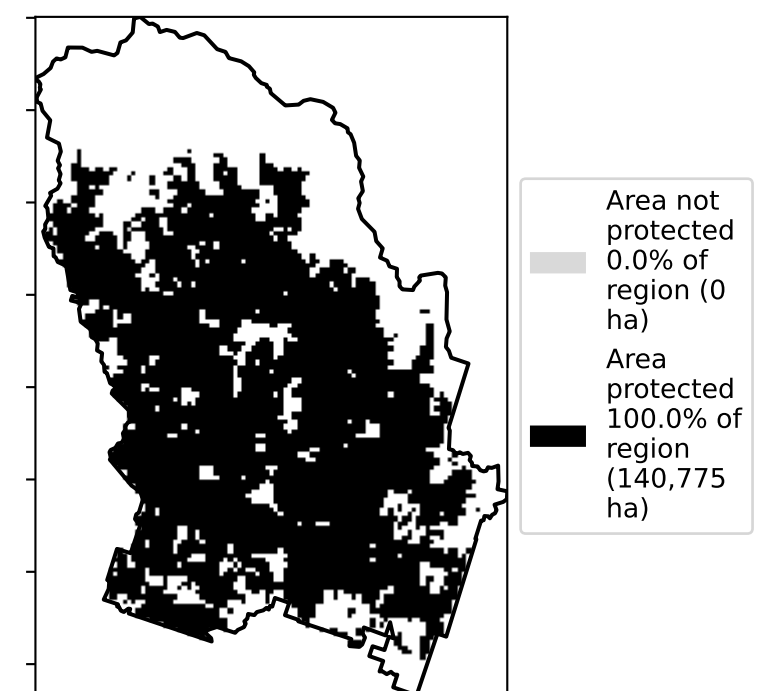 Area not
protected
0.0% of
region (0
ha)
Area
protected
100.0% of
region
(140,775
ha)